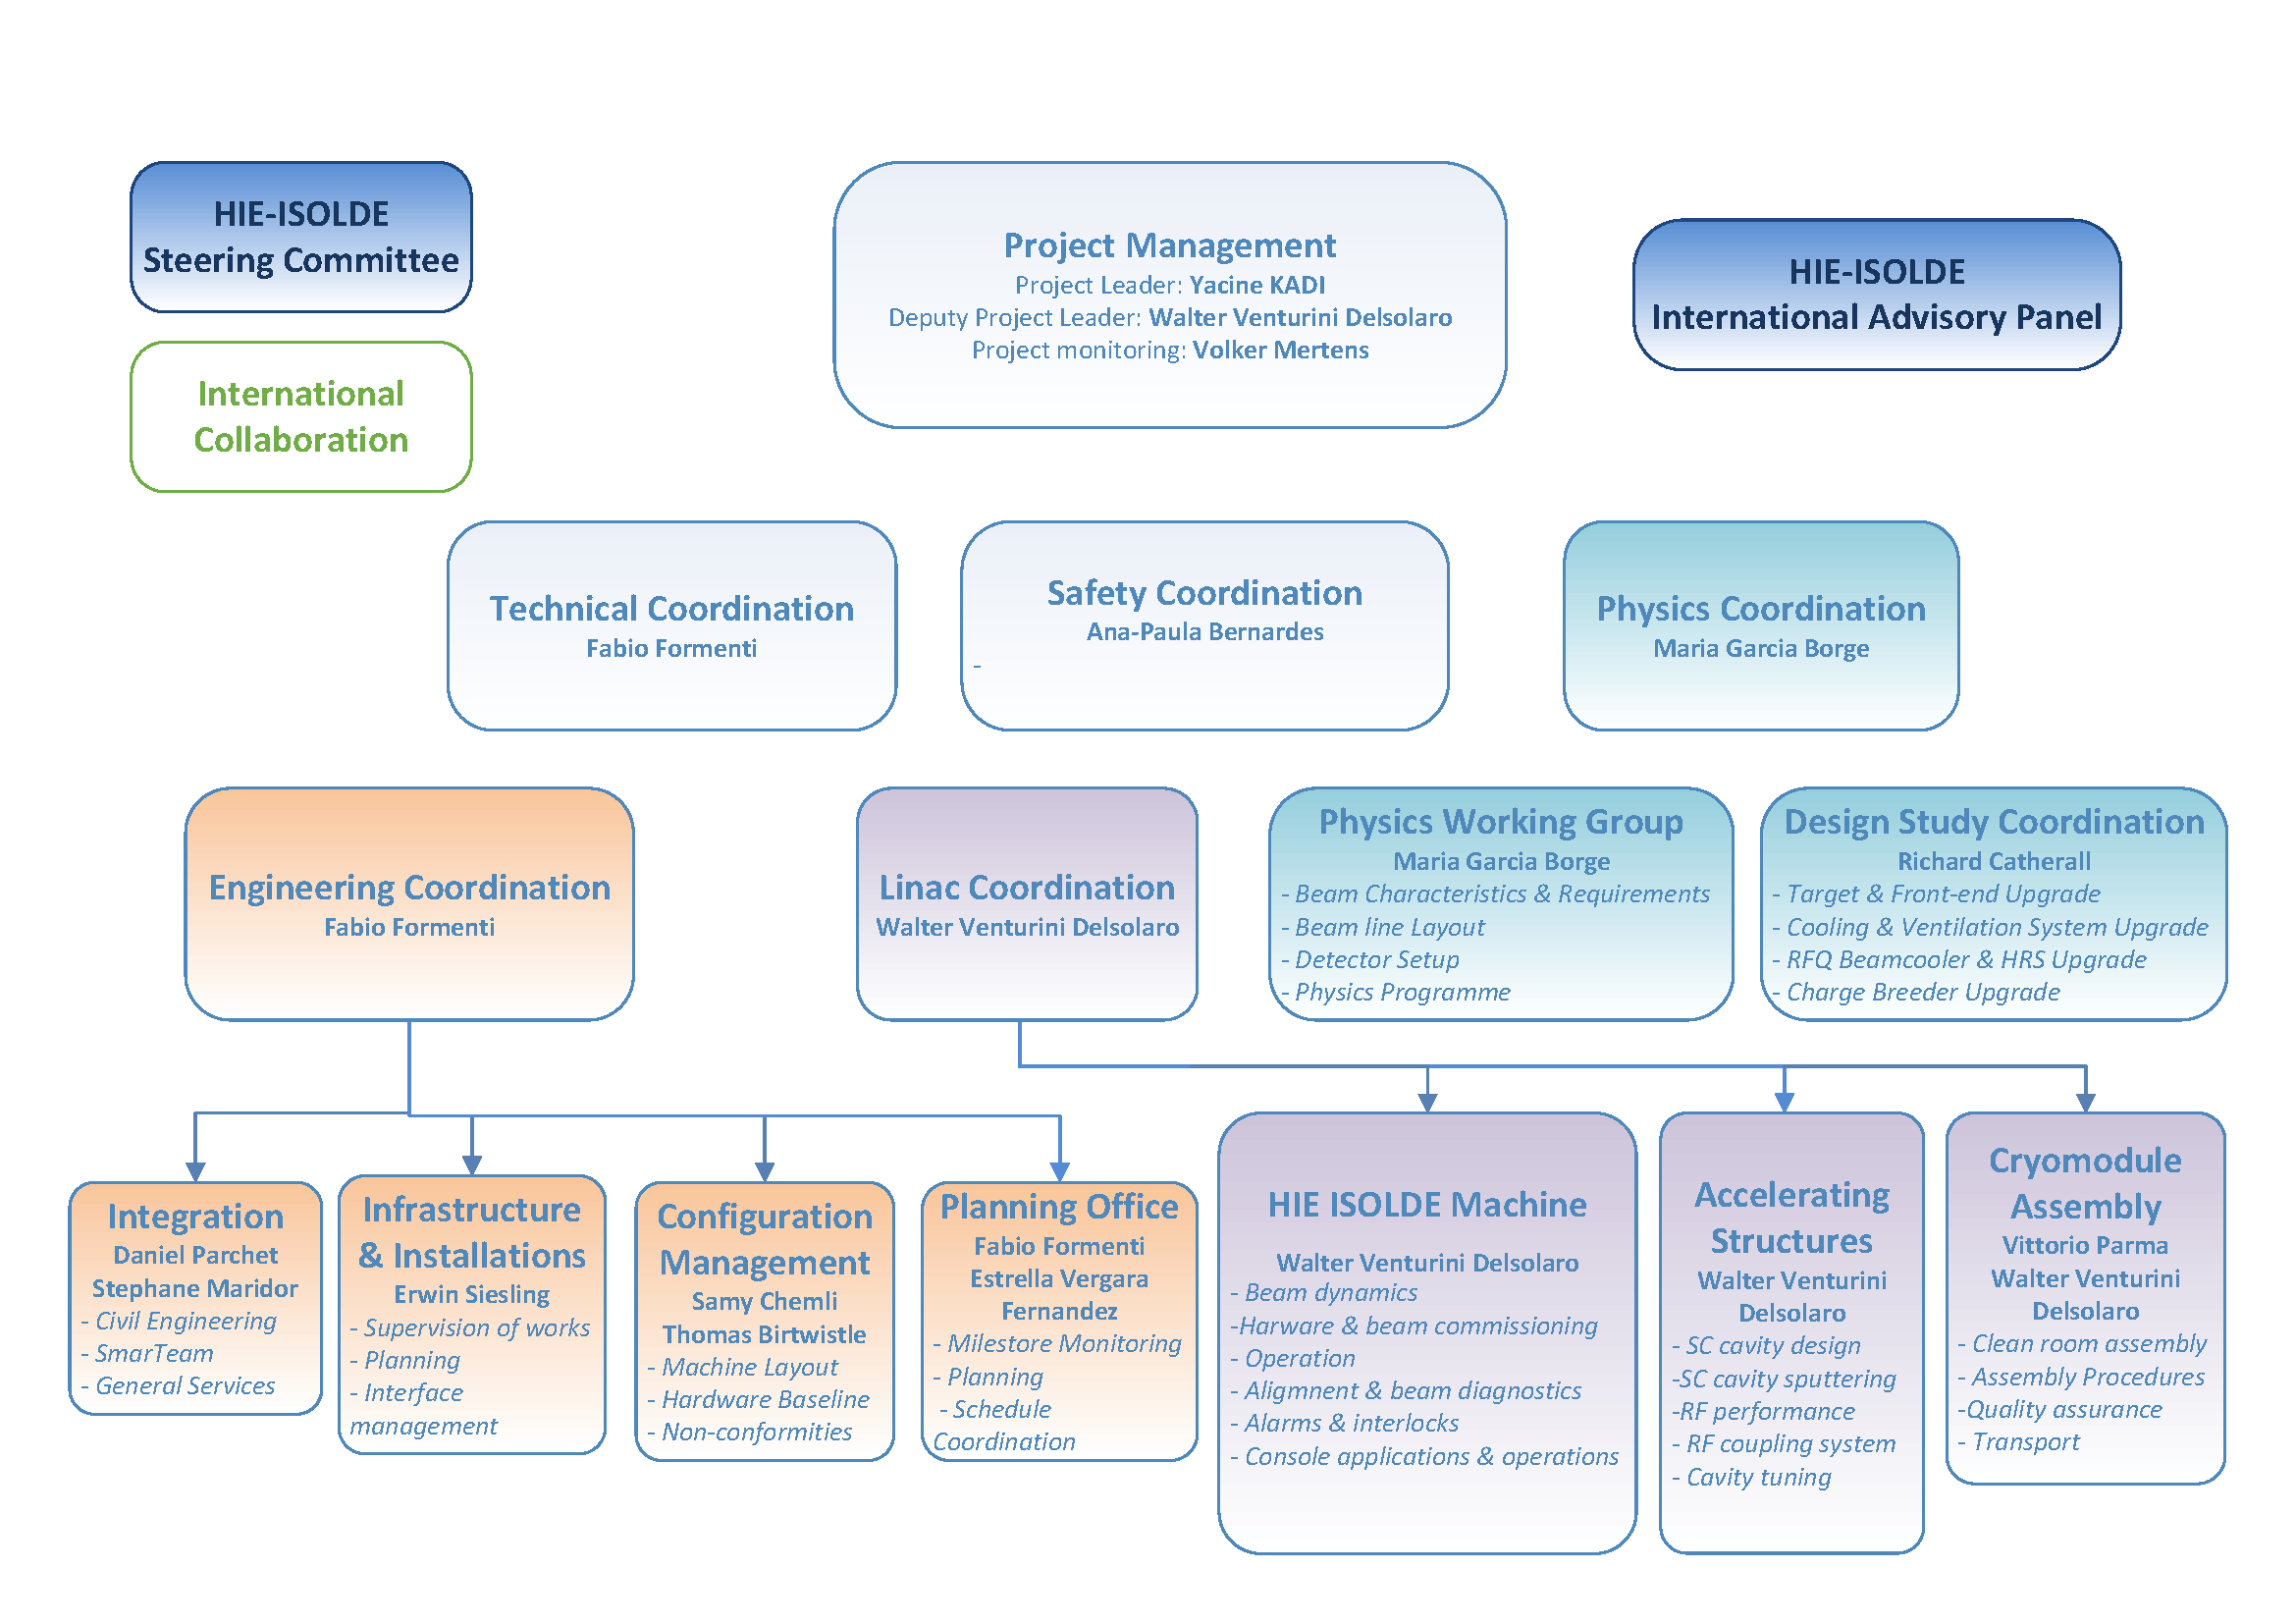 HIE-ISOLDE
Steering Committee
International
Collaboration
Project Management
Project Leader: Yacine KADI
Deputy Project Leader: Walter Venturini Delsolaro
Project monitoring: Volker Mertens
HIE-ISOLDE
International Advisory Panel
Technical Coordination
Fabio Formenti
Safety Coordination
Ana-Paula Bernardes
-
Physics Coordination
Maria Garcia Borge
Engineering Coordination
Fabio Formenti
Linac Coordination
Walter Venturini Delsolaro
Physics Working Group
Maria Garcia Borge
- Beam Characteristics & Requirements
- Beam line Layout
- Detector Setup
- Physics Programme
Design Study Coordination
Richard Catherall
- Target & Front-end Upgrade
- Cooling & Ventilation System Upgrade
- RFQ Beamcooler & HRS Upgrade
- Charge Breeder Upgrade
Integration
Daniel Parchet
Stephane Maridor
- Civil Engineering
- SmarTeam
- General Services
Infrastructure
& Installations
Erwin Siesling
- Supervision of works
- Planning
- Interface
management
Configuration
Management
Samy Chemli
Thomas Birtwistle
- Machine Layout
- Hardware Baseline
- Non-conformities
Planning Office
Fabio Formenti
Estrella Vergara
Fernandez
- Milestore Monitoring
- Planning
- Schedule
Coordination
HIE ISOLDE Machine
Walter Venturini Delsolaro
- Beam dynamics
-Harware & beam commissioning
- Operation
- Aligmnent & beam diagnostics
- Alarms & interlocks
- Console applications & operations
Accelerating
Structures
Walter Venturini
Delsolaro
- SC cavity design
-SC cavity sputtering
-RF performance
- RF coupling system
- Cavity tuning
Cryomodule
Assembly
Vittorio Parma
Walter Venturini
Delsolaro
- Clean room assembly
- Assembly Procedures
-Quality assurance
- Transport